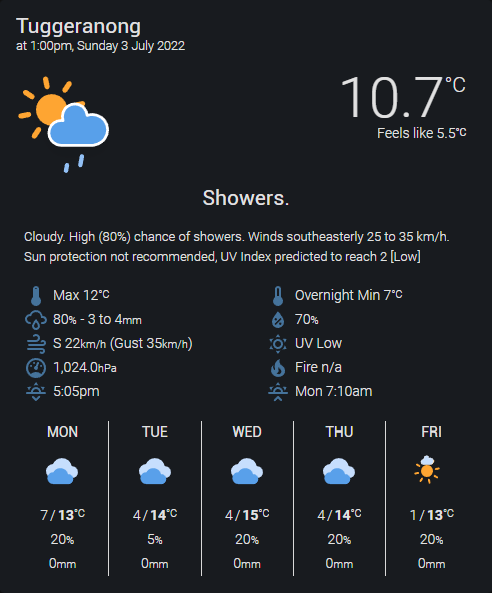 Tuggeranong
at 1:00pm, Sunday 3 July 2022
10.7°C
Feels like 5.5°C
Showers.
Cloudy. High (80%) chance of showers. Winds southeasterly 25 to 35 km/h.
Sun protection not recommended, UV Index predicted to reach 2 [Low]
Max 12°C Overnight Min 7°C
80% - 3 to 4mm 70%
S 22km/h (Gust 35km/h) UV Low
1,024.0hPa Fire n/a
5:05pm Mon 7:10am
MON TUE WED THU FRI
7 / 13°C 4 / 14°C 4 / 15°C 4 / 14°C 1 / 13°C
20% 5% 20% 20% 20%
0mm 0mm 0mm 0mm 0mm